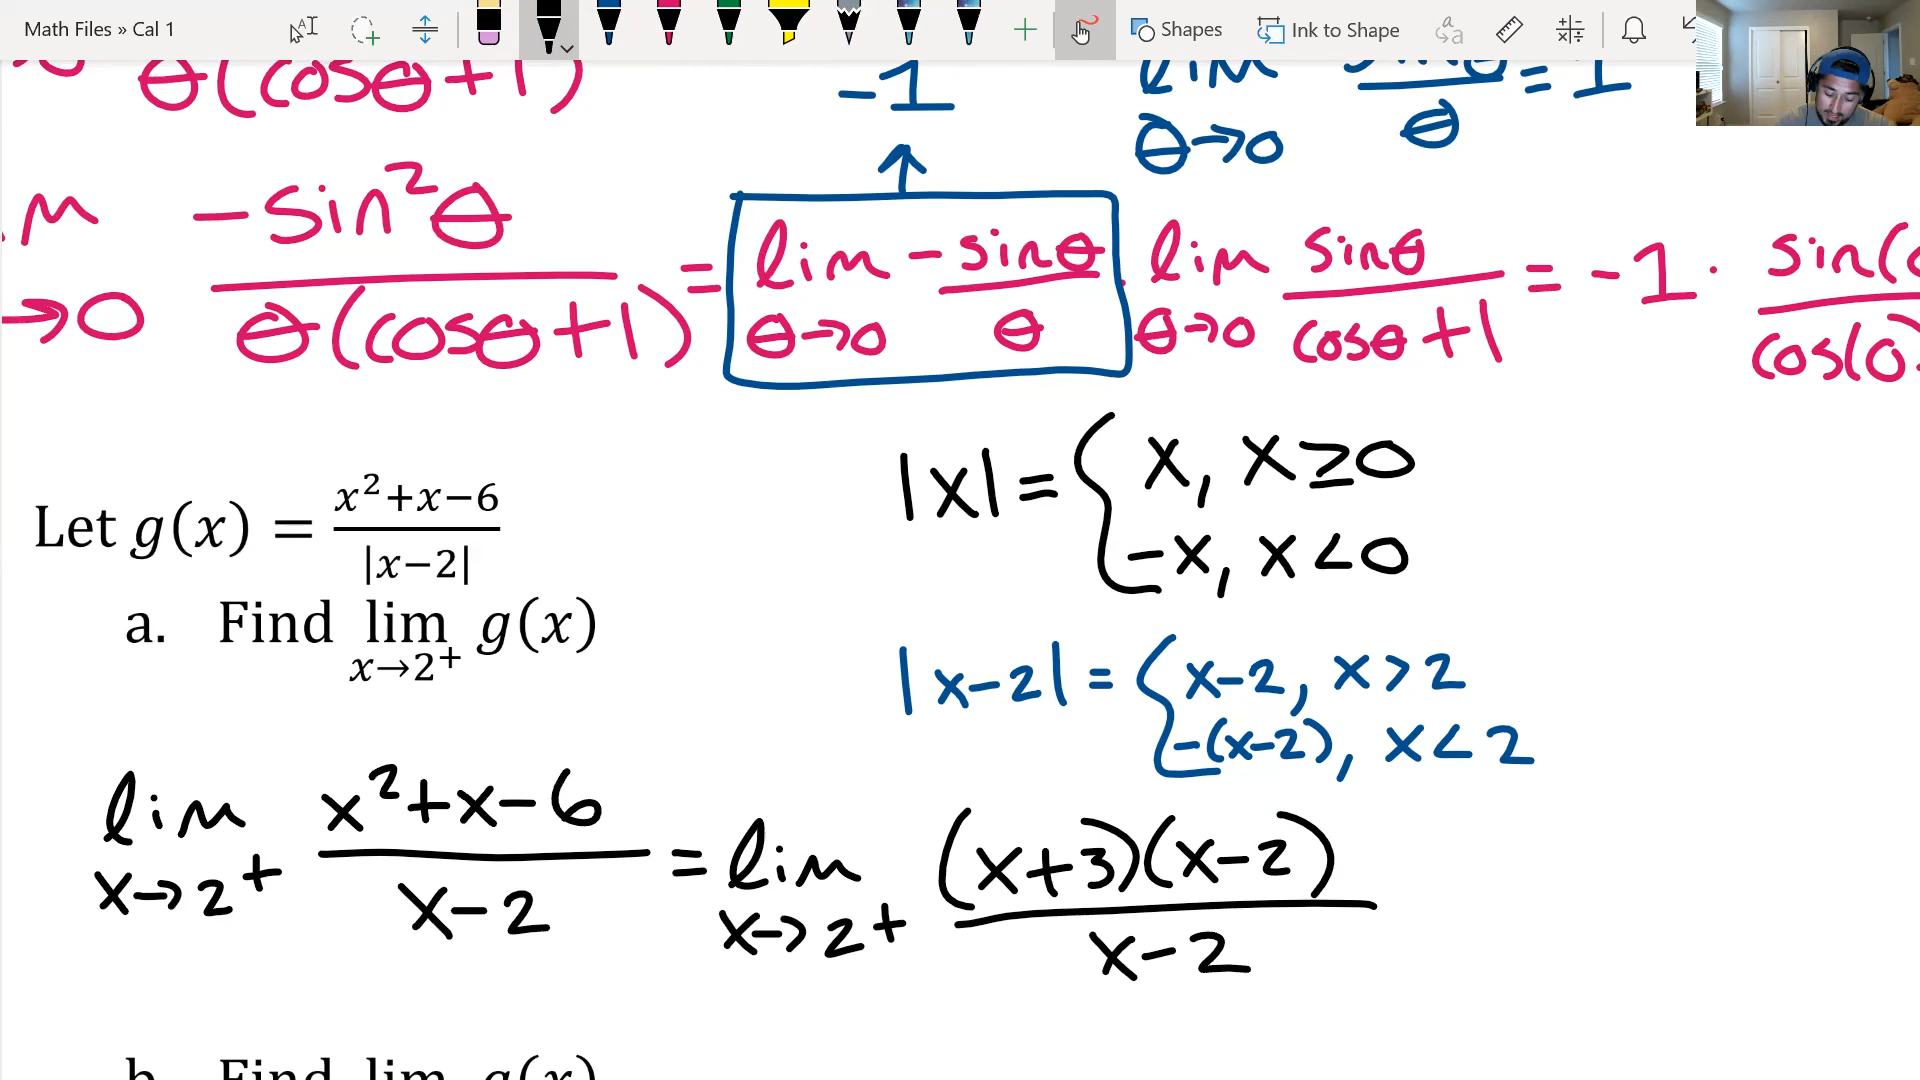 Math Files » Cal 1
Shapes
Ink to Shape
θ(cosθ+1)
-1
lim sinθ/θ = 1
θ→0
-sin²θ/θ(cosθ+1) = lim -sinθ/θ · lim sinθ/cosθ+1 = -1 ·
→0 θ→0 θ→0
|x| = { x, x≥0
-x, x<0
Let g(x) = x²+x−6/|x−2|
a. Find lim x→2⁺ g(x)
|x-2| = { x-2, x>2
-(x-2), x<2
lim x→2⁺ x²+x-6/x-2 = lim x→2⁺ (x+3)(x-2)/x-2
b. Find lim g(x)